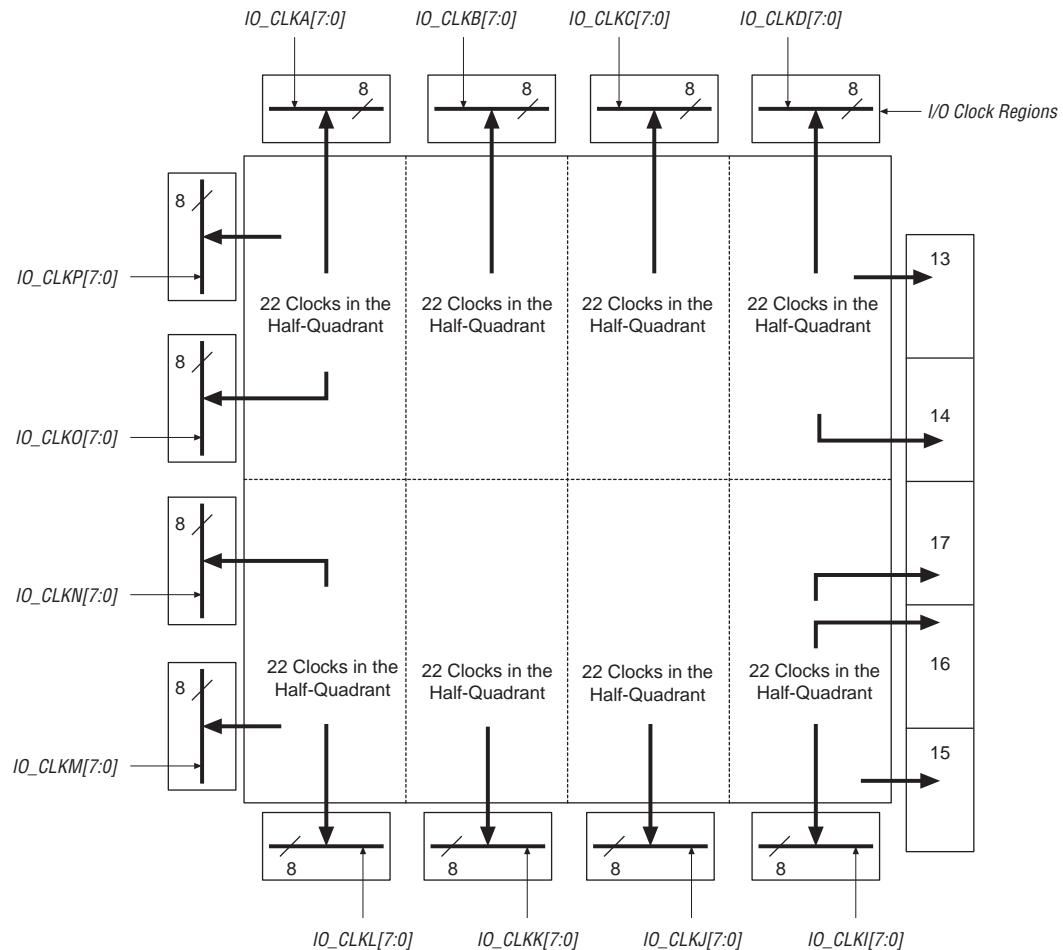 IO_CLKA[7:0]
IO_CLKB[7:0]
IO_CLKC[7:0]
IO_CLKD[7:0]
8
8
8
8
I/O Clock Regions
8
IO_CLKP[7:0]
13
22 Clocks in the
Half-Quadrant
22 Clocks in the
Half-Quadrant
22 Clocks in the
Half-Quadrant
22 Clocks in the
Half-Quadrant
8
IO_CLKO[7:0]
14
8
IO_CLKN[7:0]
17
22 Clocks in the
Half-Quadrant
22 Clocks in the
Half-Quadrant
22 Clocks in the
Half-Quadrant
22 Clocks in the
Half-Quadrant
16
8
IO_CLKM[7:0]
15
8
8
8
8
IO_CLKL[7:0]
IO_CLKK[7:0]
IO_CLKJ[7:0]
IO_CLKI[7:0]